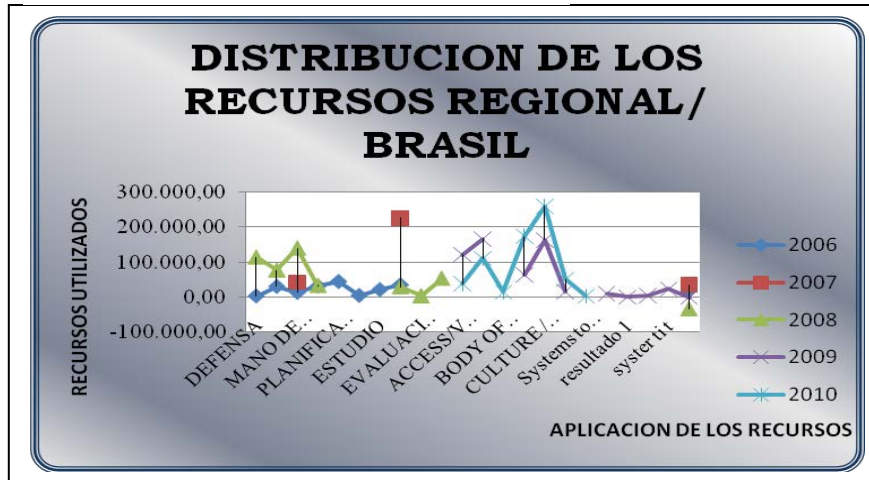 DISTRIBUCION DE LOS
RECURSOS REGIONAL/
BRASIL
RECURSOS UTILIZADOS
300.000,00
200.000,00
100.000,00
0,00
-100.000,00
DEFENSA
MANO DE...
PLANIFICA...
ESTUDIO
EVALUACI...
ACCESS/V...
BODY OF...
CULTURE/...
Systems to...
resultado 1
syster tit
2006
2007
2008
2009
2010
APLICACION DE LOS RECURSOS